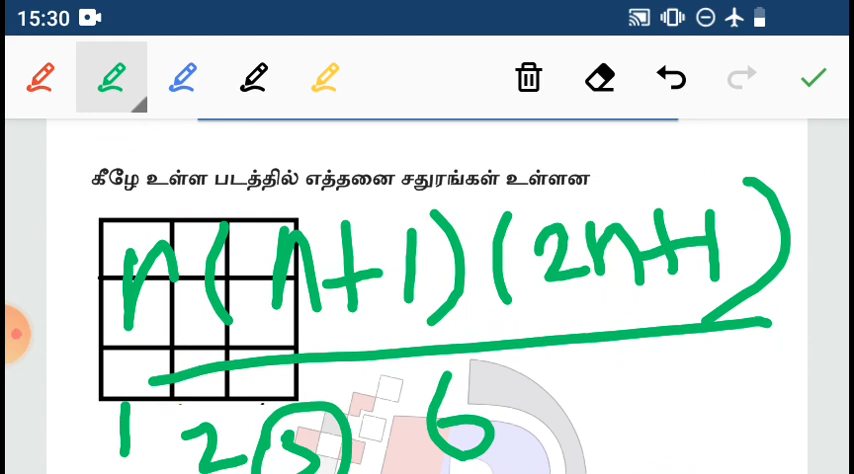 15:30
கீழே உள்ள படத்தில் எத்தனை சதுரங்கள் உள்ளன
n(n+1)(2n+1)
6
1 2 3